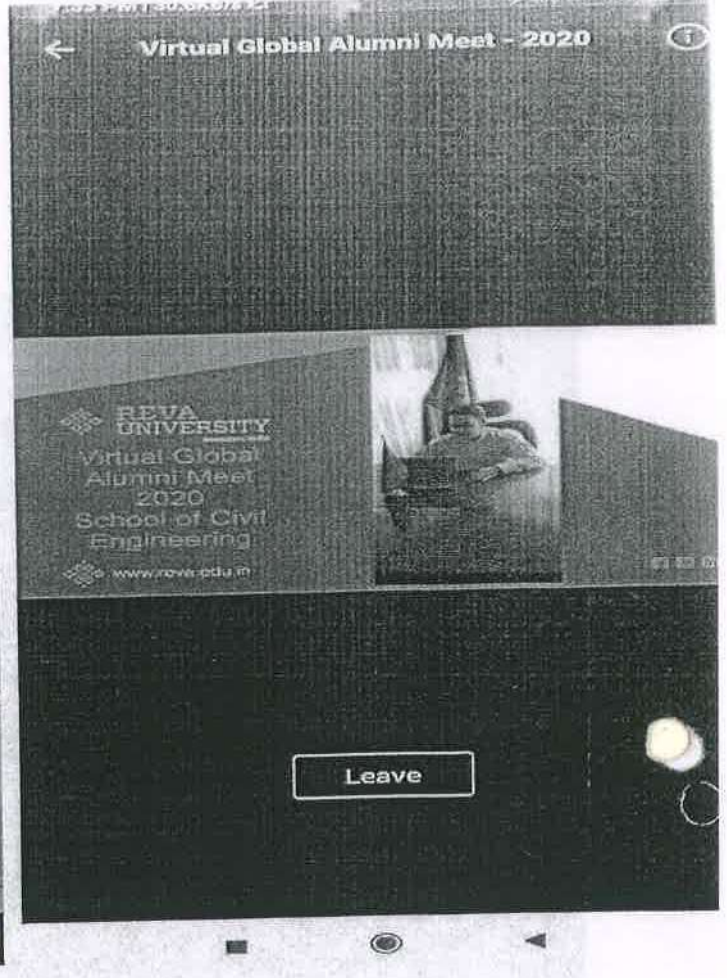 Virtual Global Alumni Meet - 2020
REVA
UNIVERSITY
Virtual Global
Alumni Meet
2020
School of Civil
Engineering
www.reva.edu.in
Leave